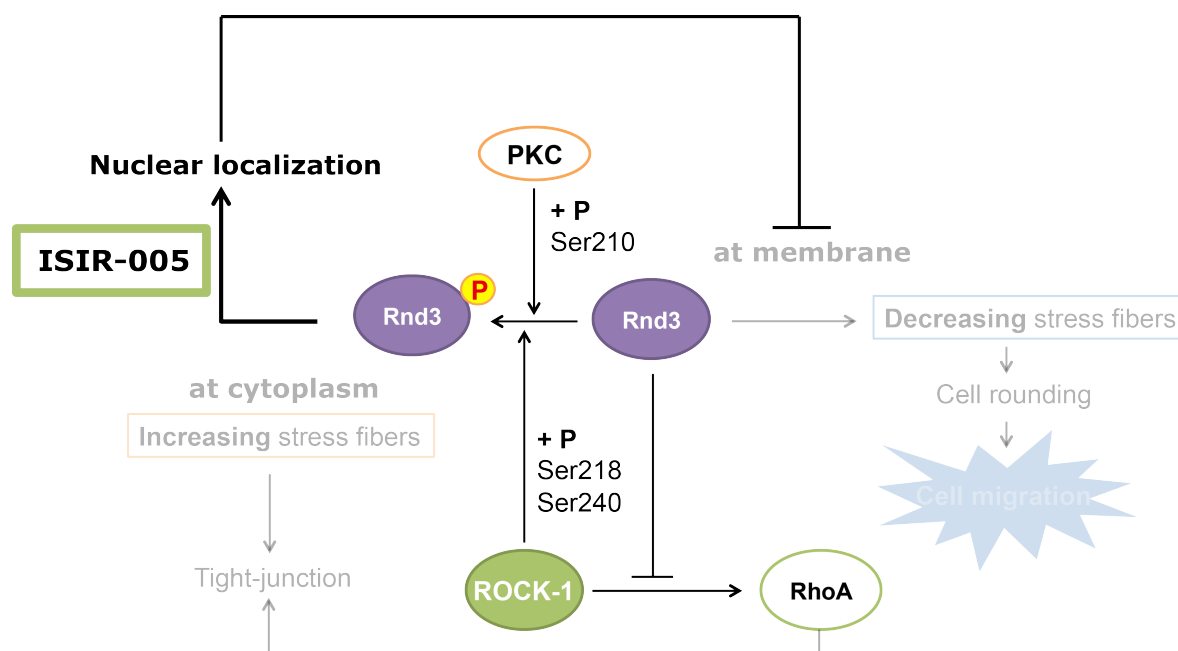 PKC
Nuclear localization
+ P
Ser210
ISIR-005
at membrane
P
Rnd3
Rnd3
Decreasing stress fibers
at cytoplasm
Cell rounding
Increasing stress fibers
+ P
Ser218
Ser240
Cell migration
Tight-junction
ROCK-1
RhoA